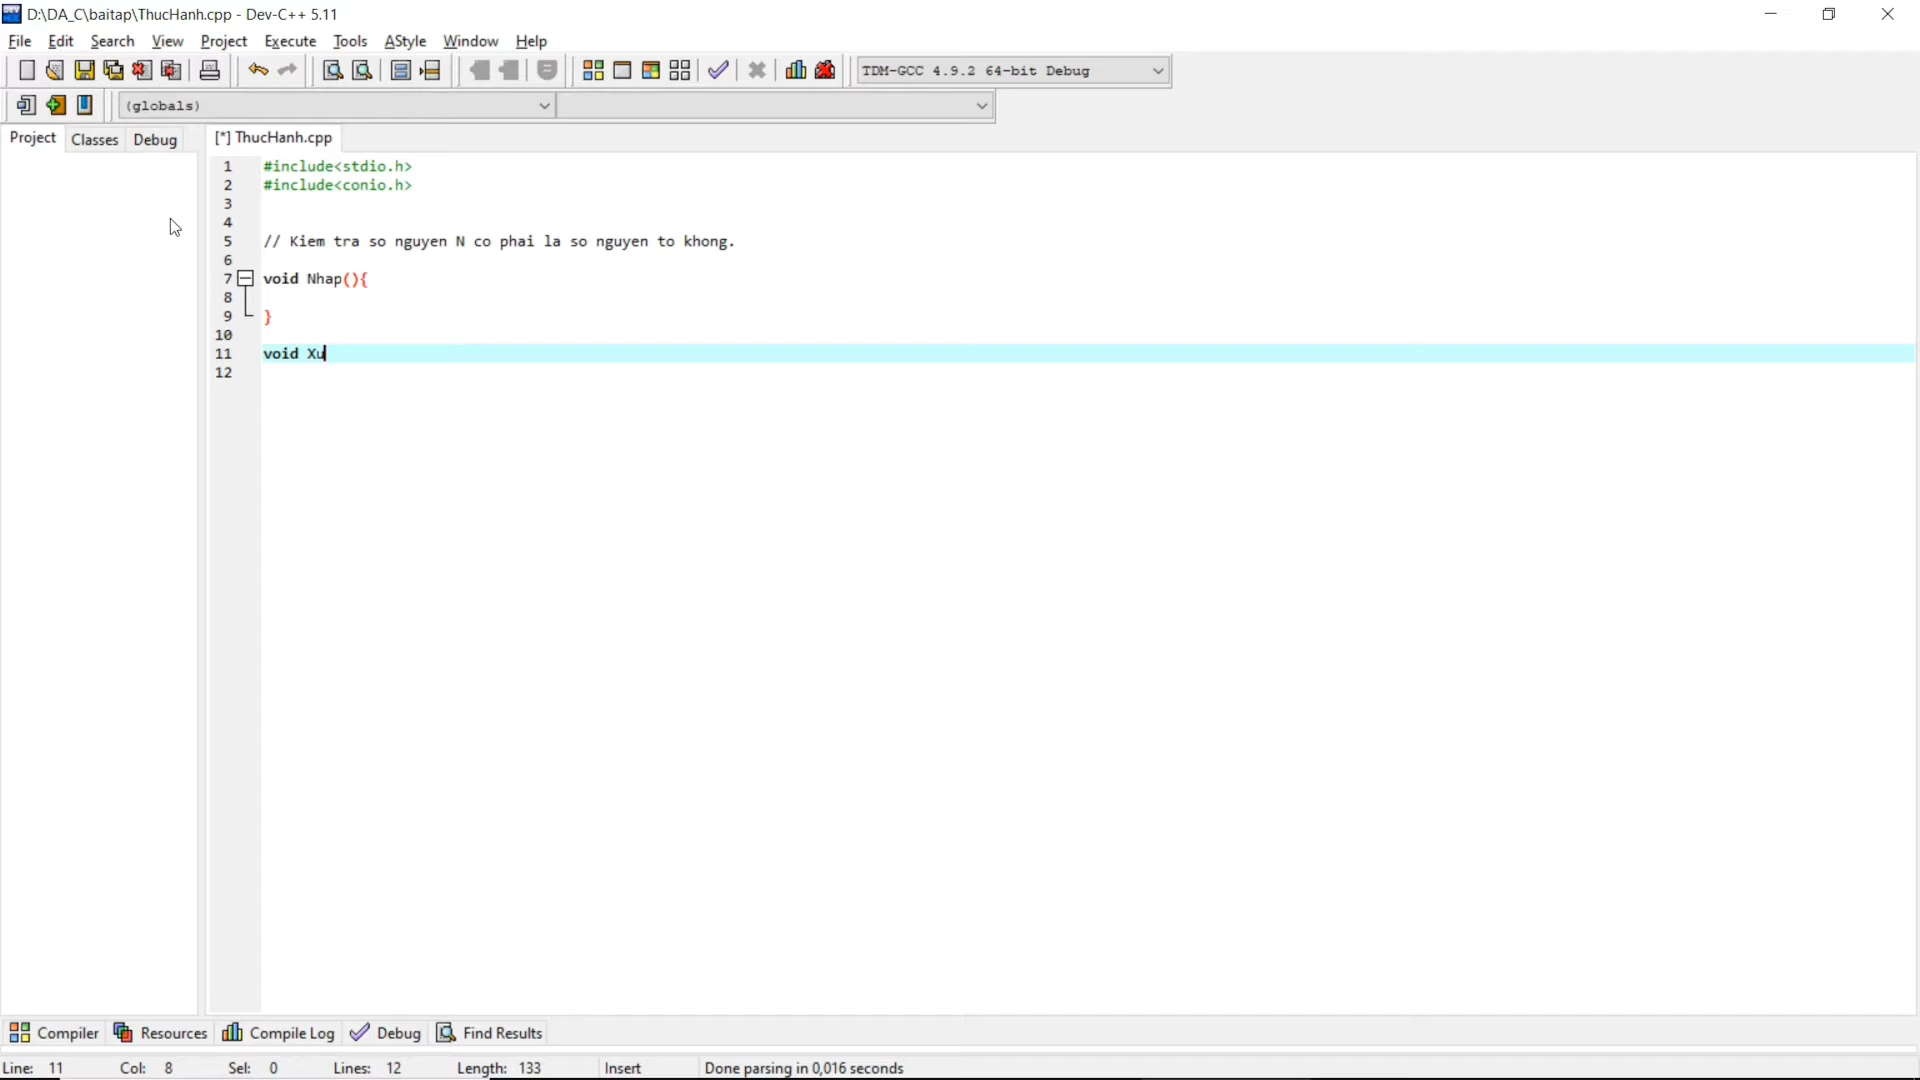 D:\DA_C\baitap\ThucHanh.cpp - Dev-C++ 5.11
File Edit Search View Project Execute Tools AStyle Window Help
TDM-GCC 4.9.2 64-bit Debug
(globals)
Project Classes Debug [*] ThucHanh.cpp
1 #include<stdio.h>
2 #include<conio.h>
3
4
5 // Kiem tra so nguyen N co phai la so nguyen to khong.
6
7 void Nhap(){
8
9 }
10
11 void Xu
12
Compiler Resources Compile Log Debug Find Results
Line: 11 Col: 8 Sel: 0 Lines: 12 Length: 133 Insert Done parsing in 0,016 seconds